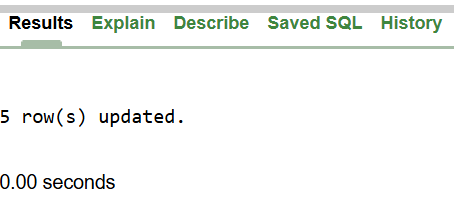 Results Explain Describe Saved SQL History
5 row(s) updated.
0.00 seconds